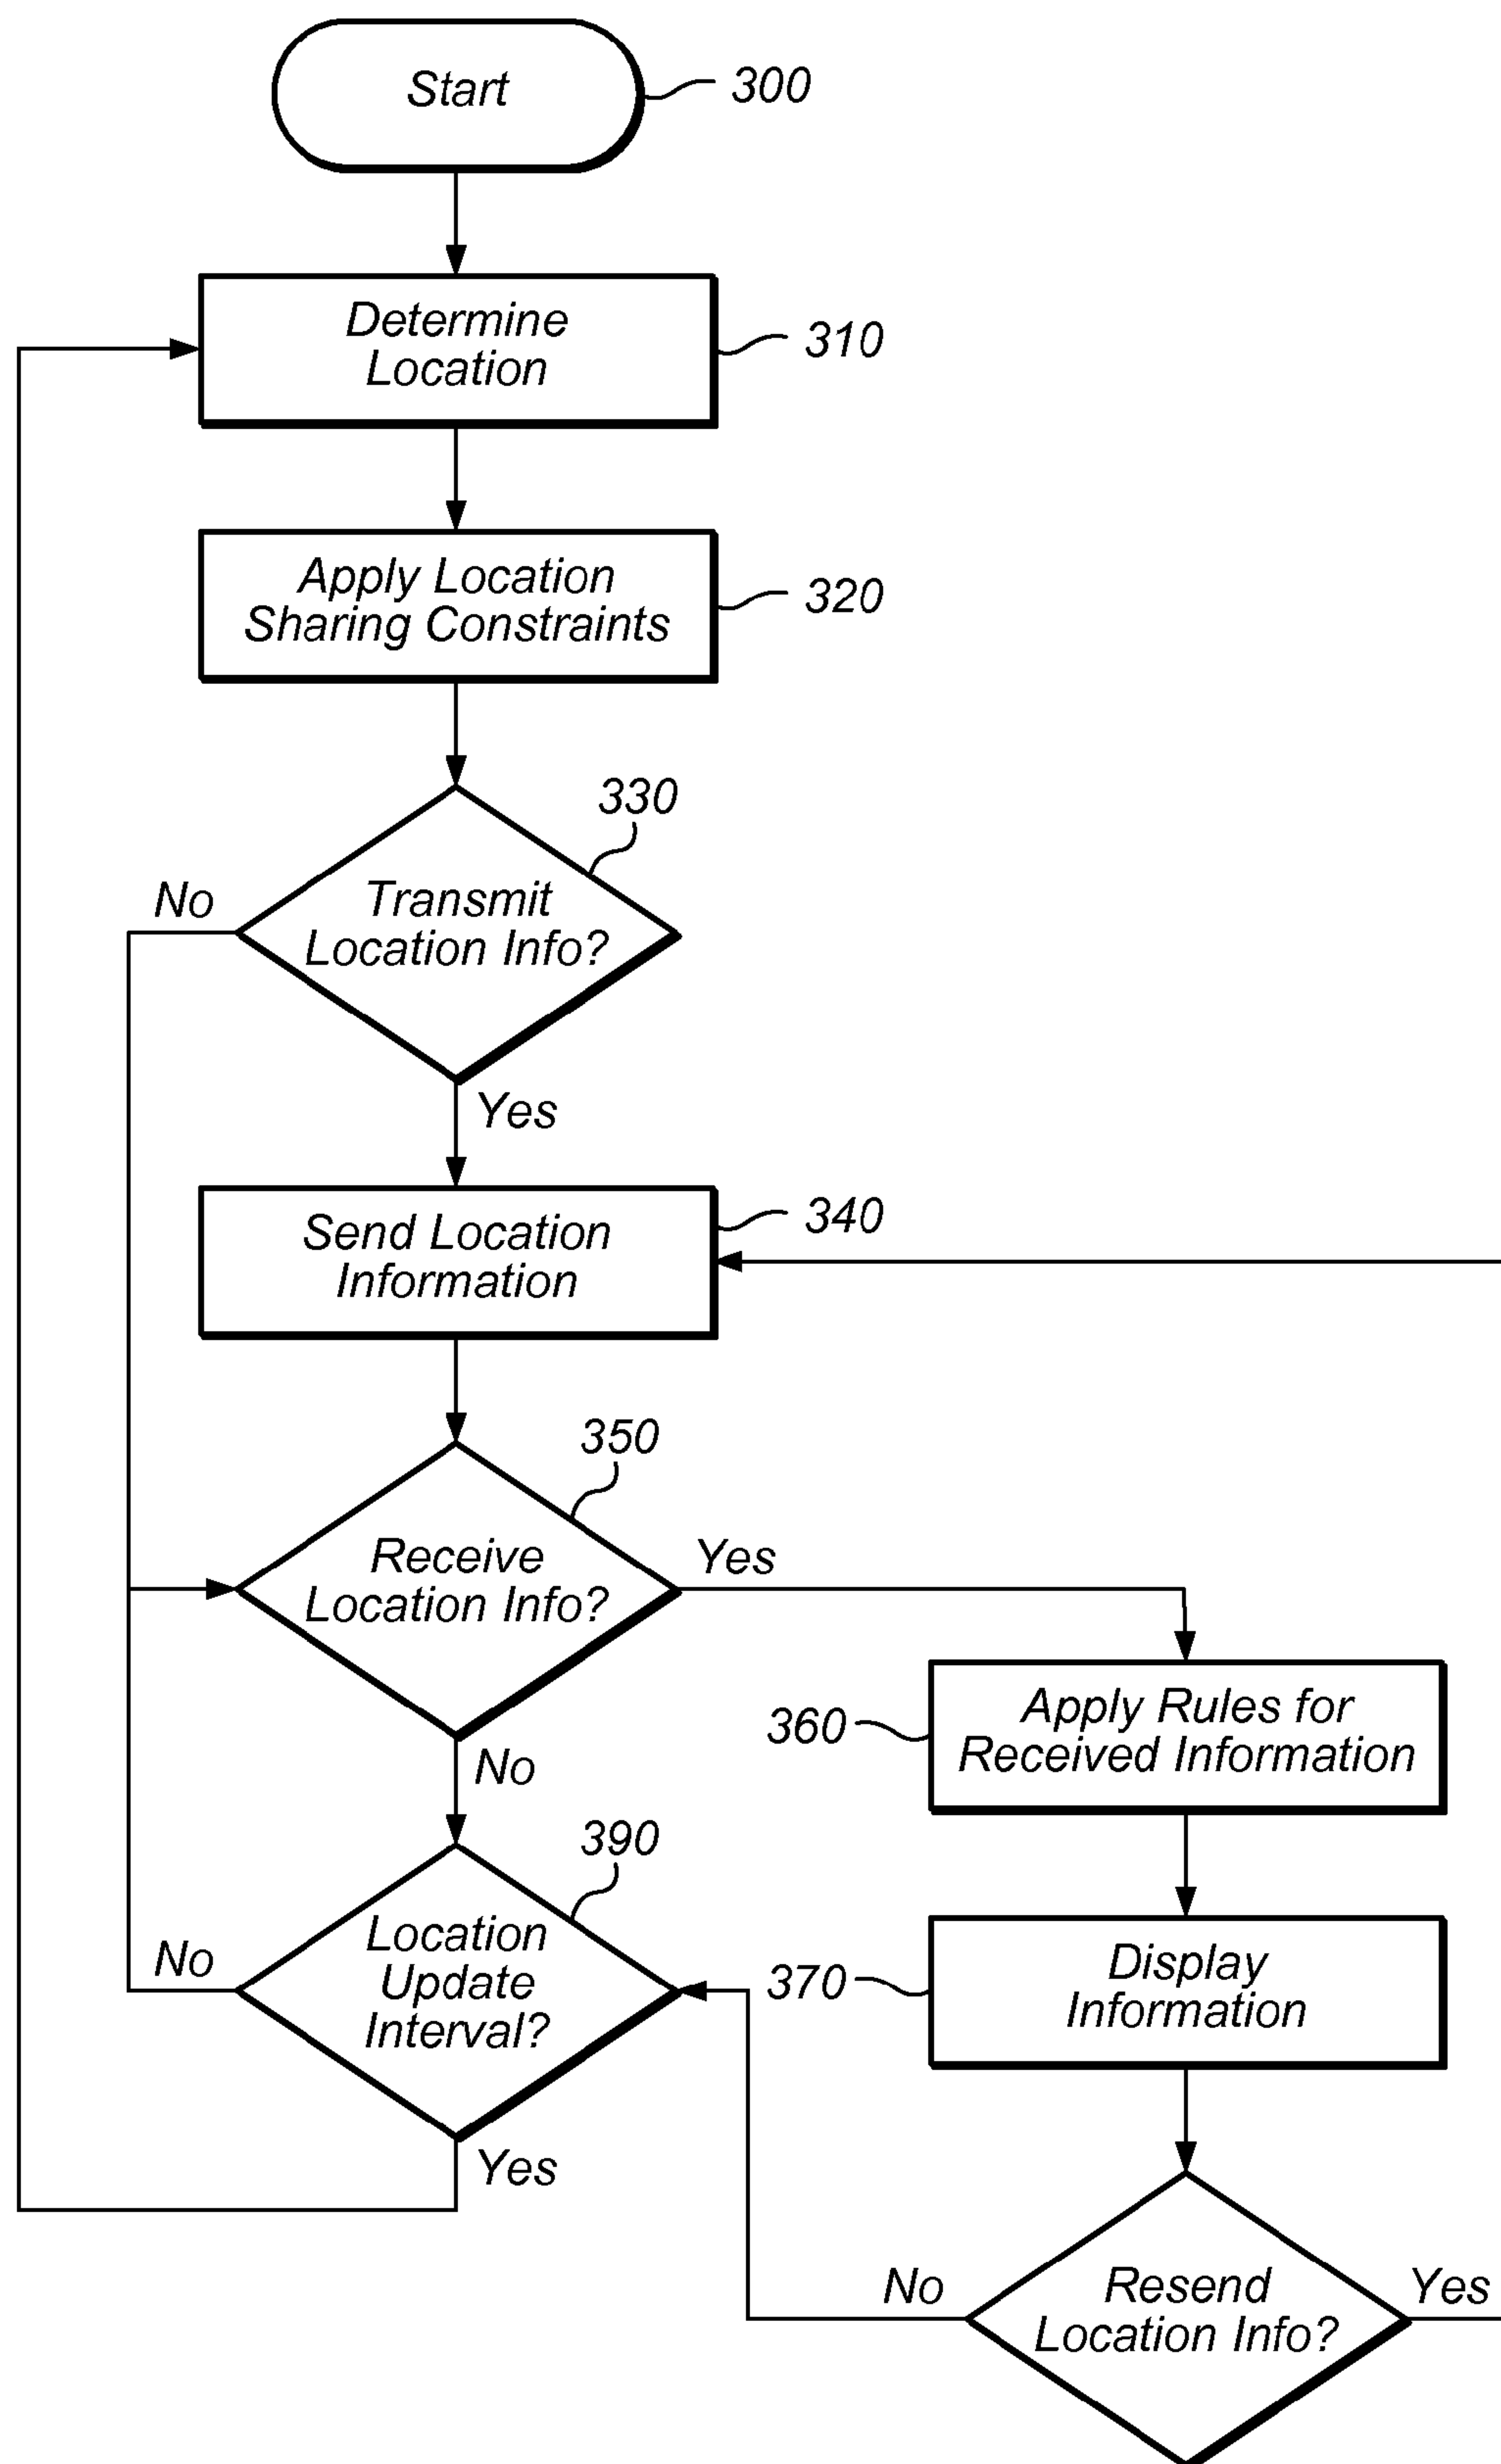 Start
300
Determine
Location
310
Apply Location
Sharing Constraints
320
330
No
Transmit
Location Info?
Yes
Send Location
Information
340
350
Receive
Location Info?
Yes
No
360
Apply Rules for
Received Information
390
No
Location
Update
Interval?
Yes
370
Display
Information
No
Resend
Location Info?
Yes